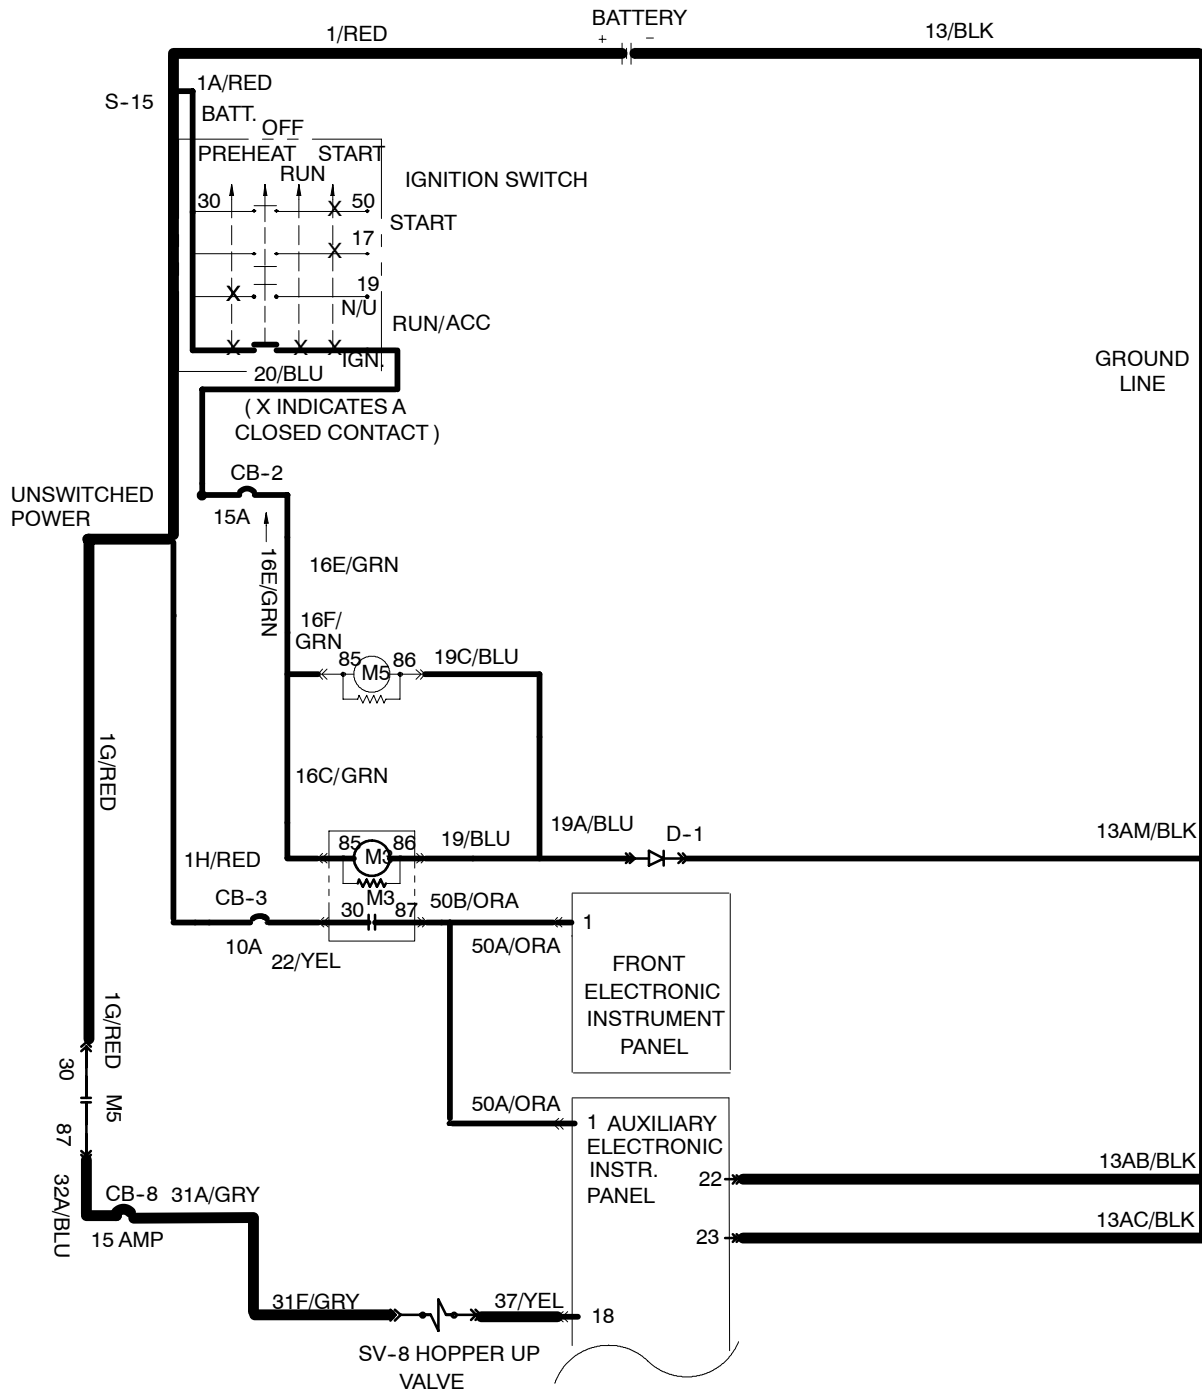 BATTERY
1/RED
+ -
13/BLK
1A/RED
S-15
BATT.
OFF
PREHEAT START
RUN
IGNITION SWITCH
30
50
START
17
19
N/U
RUN/ACC
IGN.
20/BLU
( X INDICATES A
CLOSED CONTACT )
GROUND
LINE
CB-2
UNSWITCHED
POWER
15A
16E/GRN
16E/GRN
16F/
GRN
85 M5 86
19C/BLU
1G/RED
16C/GRN
19A/BLU
D-1
13AM/BLK
85 M3 86
19/BLU
1H/RED
CB-3
M3
30 87
50B/ORA
10A
22/YEL
50A/ORA
1
FRONT
ELECTRONIC
INSTRUMENT
PANEL
1G/RED
30
M5
87
50A/ORA
1 AUXILIARY
ELECTRONIC
INSTR.
PANEL
22
13AB/BLK
23
13AC/BLK
32A/BLU
CB-8
31A/GRY
15 AMP
31F/GRY
37/YEL
18
SV-8 HOPPER UP
VALVE